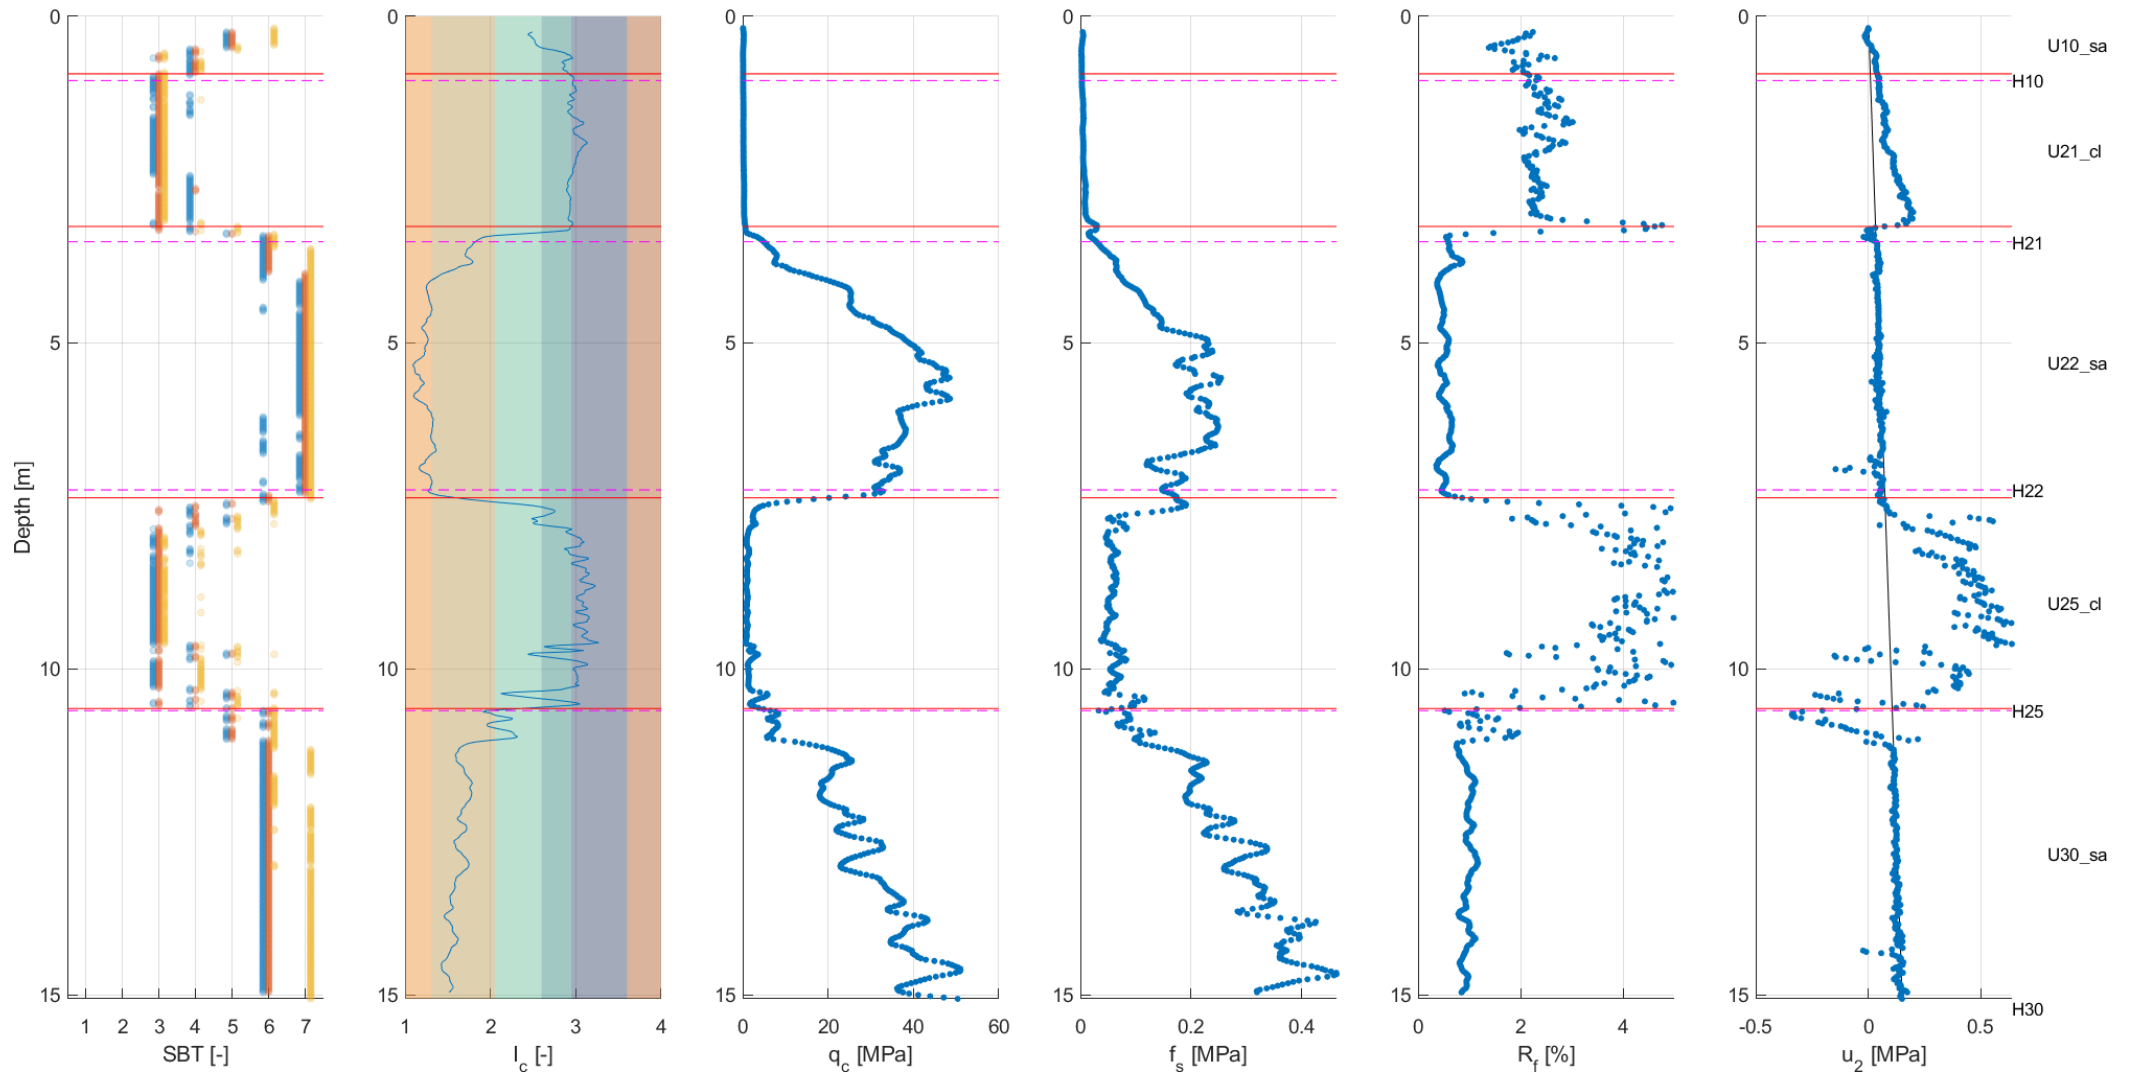 0
5
10
15
Depth [m]
1 2 3 4 5 6 7
SBT [-]
0
5
10
15
1 2 3 4
I_c [-]
0
5
10
15
0 20 40 60
q_c [MPa]
0
5
10
15
0 0.2 0.4
f_s [MPa]
0
5
10
15
0 2 4
R_f [%]
0
5
10
15
-0.5 0 0.5
u_2 [MPa]
U10_sa
H10
U21_cl
H21
U22_sa
H22
U25_cl
H25
U30_sa
H30